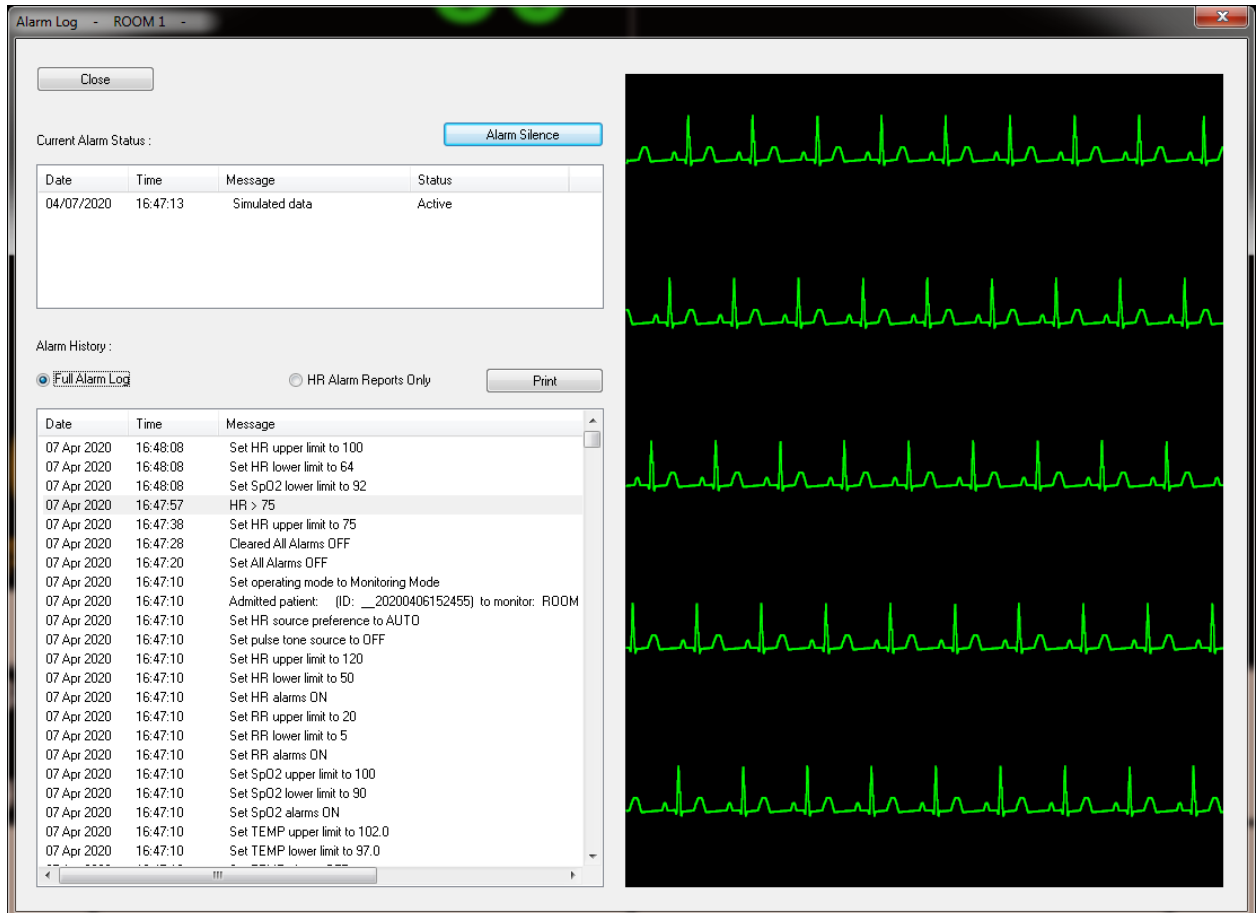 Alarm Log - ROOM 1 -
Close
Current Alarm Status :
Alarm Silence
Date Time Message Status
04/07/2020 16:47:13 Simulated data Active
Alarm History :
Full Alarm Log HR Alarm Reports Only Print
Date Time Message
07 Apr 2020 16:48:08 Set HR upper limit to 100
07 Apr 2020 16:48:08 Set HR lower limit to 64
07 Apr 2020 16:48:08 Set SpO2 lower limit to 92
07 Apr 2020 16:47:57 HR > 75
07 Apr 2020 16:47:38 Set HR upper limit to 75
07 Apr 2020 16:47:28 Cleared All Alarms OFF
07 Apr 2020 16:47:20 Set All Alarms OFF
07 Apr 2020 16:47:10 Set operating mode to Monitoring Mode
07 Apr 2020 16:47:10 Admitted patient: (ID: __20200406152455) to monitor: ROOM
07 Apr 2020 16:47:10 Set HR source preference to AUTO
07 Apr 2020 16:47:10 Set pulse tone source to OFF
07 Apr 2020 16:47:10 Set HR upper limit to 120
07 Apr 2020 16:47:10 Set HR lower limit to 50
07 Apr 2020 16:47:10 Set HR alarms ON
07 Apr 2020 16:47:10 Set RR upper limit to 20
07 Apr 2020 16:47:10 Set RR lower limit to 5
07 Apr 2020 16:47:10 Set RR alarms ON
07 Apr 2020 16:47:10 Set SpO2 upper limit to 100
07 Apr 2020 16:47:10 Set SpO2 lower limit to 90
07 Apr 2020 16:47:10 Set SpO2 alarms ON
07 Apr 2020 16:47:10 Set TEMP upper limit to 102.0
07 Apr 2020 16:47:10 Set TEMP lower limit to 97.0